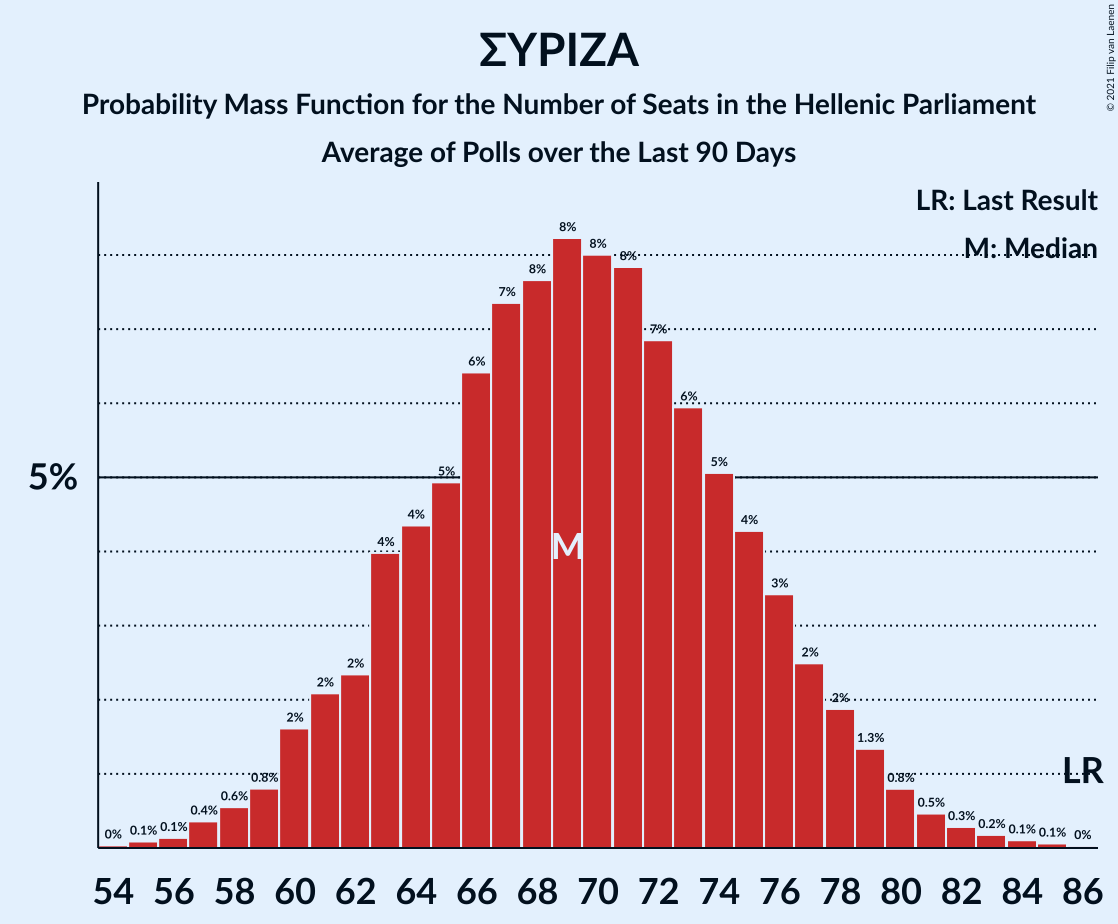 ΣΥΡΙΖΑ
Probability Mass Function for the Number of Seats in the Hellenic Parliament
Average of Polls over the Last 90 Days
© 2021 Filip van Laenen
LR: Last Result
M: Median
5%
0% 0.1% 0.1% 0.4% 0.6% 0.8% 2% 2% 2% 4% 4% 5% 6% 7% 8% 8% 8% 8% 7% 6% 5% 4% 3% 2% 2% 1.3% 0.8% 0.5% 0.3% 0.2% 0.1% 0.1% 0%
M
LR
54 56 58 60 62 64 66 68 70 72 74 76 78 80 82 84 86